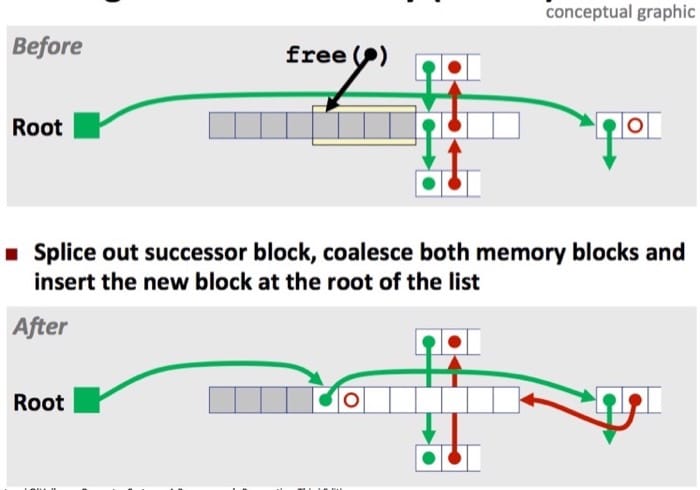 conceptual graphic
Before
free( )
Root
Splice out successor block, coalesce both memory blocks and
insert the new block at the root of the list
After
Root